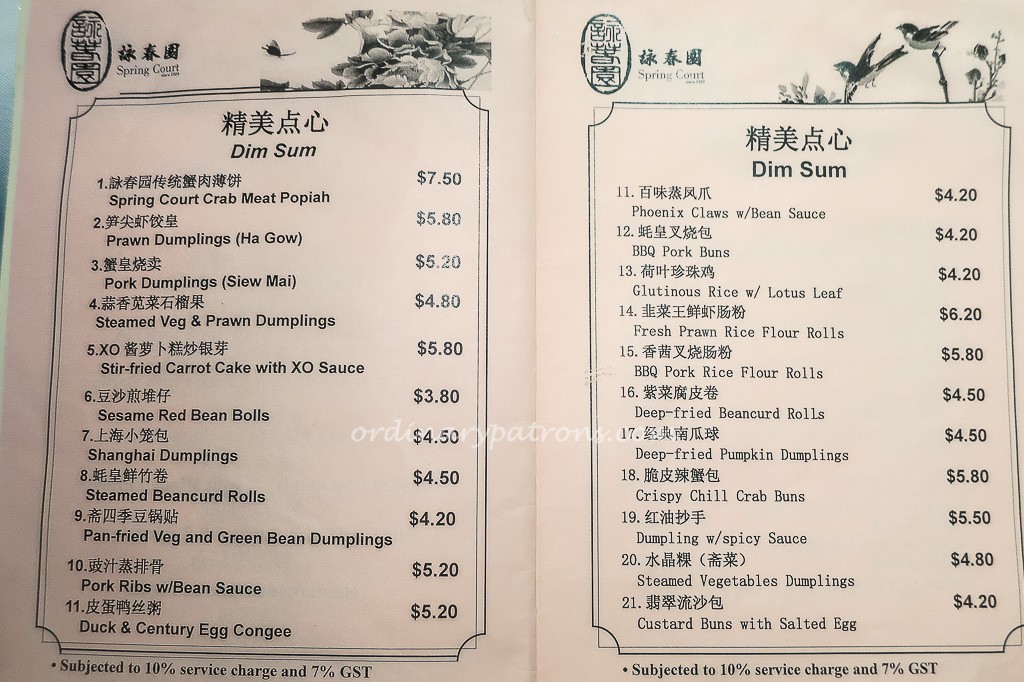 詠春園
詠春園
Spring Court
since 1929
精美点心
Dim Sum
1.詠春园传统蟹肉薄饼 $7.50
Spring Court Crab Meat Popiah
2.笋尖虾饺皇 $5.80
Prawn Dumplings (Ha Gow)
3.蟹皇烧卖 $5.20
Pork Dumplings (Siew Mai)
4.蒜香苋菜石榴果 $4.80
Steamed Veg & Prawn Dumplings
5.XO 酱萝卜糕炒银芽 $5.80
Stir-fried Carrot Cake with XO Sauce
6.豆沙煎堆仔 $3.80
Sesame Red Bean Bolls
7.上海小笼包 $4.50
Shanghai Dumplings
8.蚝皇鲜竹卷 $4.50
Steamed Beancurd Rolls
9.斋四季豆锅贴 $4.20
Pan-fried Veg and Green Bean Dumplings
10.豉汁蒸排骨 $5.20
Pork Ribs w/Bean Sauce
11.皮蛋鸭丝粥 $5.20
Duck & Century Egg Congee
• Subjected to 10% service charge and 7% GST
詠春園
詠春園
Spring Court
since 1929
精美点心
Dim Sum
11. 百味蒸凤爪 $4.20
Phoenix Claws w/Bean Sauce
12. 蚝皇叉烧包 $4.20
BBQ Pork Buns
13. 荷叶珍珠鸡 $4.20
Glutinous Rice w/ Lotus Leaf
14. 韭菜王鲜虾肠粉 $6.20
Fresh Prawn Rice Flour Rolls
15. 香茜叉烧肠粉 $5.80
BBQ Pork Rice Flour Rolls
16. 紫菜腐皮卷 $4.50
Deep-fried Beancurd Rolls
17. 经典南瓜球 $4.50
Deep-fried Pumpkin Dumplings
18. 脆皮辣蟹包 $5.80
Crispy Chill Crab Buns
19. 红油抄手 $5.50
Dumpling w/spicy Sauce
20. 水晶粿（斋菜） $4.80
Steamed Vegetables Dumplings
21. 翡翠流沙包 $4.20
Custard Buns with Salted Egg
• Subjected to 10% service charge and 7% GST
ordinarypatrons.com